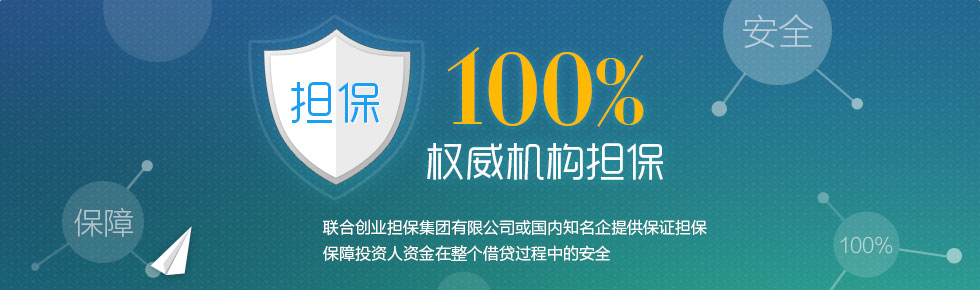 安全
担保
100%
权威机构担保
保障
联合创业担保集团有限公司或国内知名企提供保证担保
保障投资人资金在整个借贷过程中的安全
100%